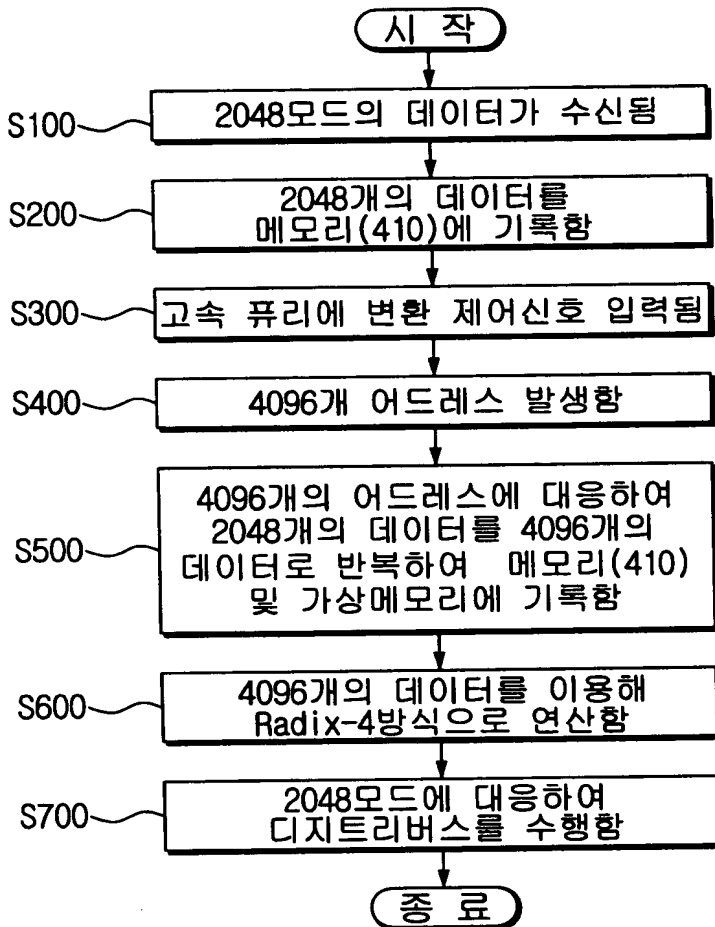 시 작
S100
2048모드의 데이터가 수신됨
S200
2048개의 데이터를
메모리(410)에 기록함
S300
고속 퓨리에 변환 제어신호 입력됨
S400
4096개 어드레스 발생함
S500
4096개의 어드레스에 대응하여
2048개의 데이터를 4096개의
데이터로 반복하여 메모리(410)
및 가상메모리에 기록함
S600
4096개의 데이터를 이용해
Radix-4방식으로 연산함
S700
2048모드에 대응하여
디지트리버스를 수행함
종 료